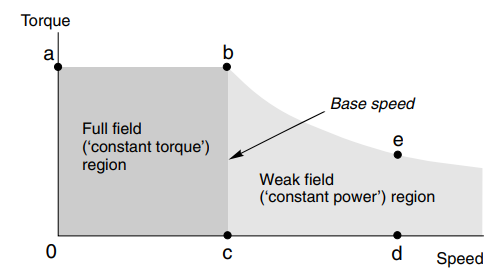 Torque
a
b
Base speed
Full field
(‘constant torque’)
region
e
Weak field
(‘constant power’) region
0
c
d
Speed